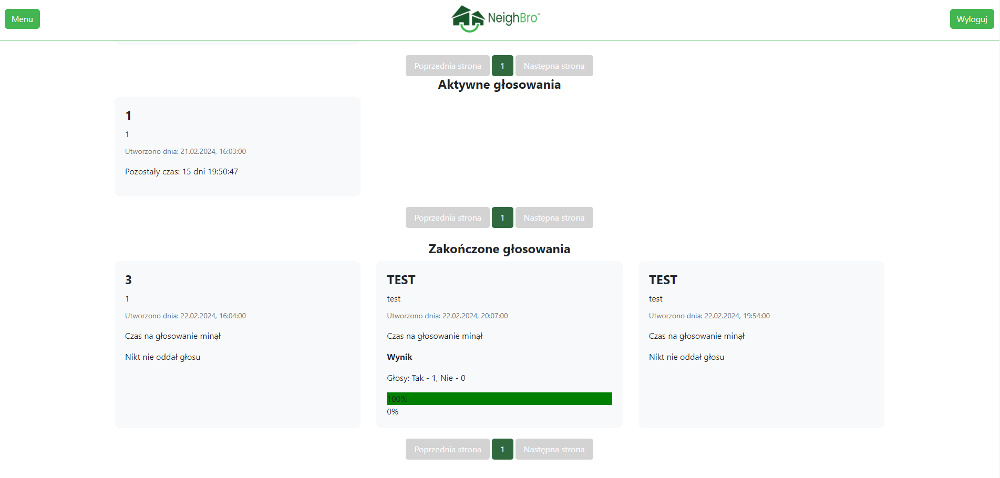 Menu
NeighBro™
Wyloguj
Poprzednia strona 1 Następna strona
Aktywne głosowania
1
1
Utworzono dnia: 21.02.2024, 16:03:00
Pozostały czas: 15 dni 19:50:47
Poprzednia strona 1 Następna strona
Zakończone głosowania
3
1
Utworzono dnia: 22.02.2024, 16:04:00
Czas na głosowanie minął
Nikt nie oddał głosu
TEST
test
Utworzono dnia: 22.02.2024, 20:07:00
Czas na głosowanie minął
Wynik
Głosy: Tak - 1, Nie - 0
100%
0%
TEST
test
Utworzono dnia: 22.02.2024, 19:54:00
Czas na głosowanie minął
Nikt nie oddał głosu
Poprzednia strona 1 Następna strona